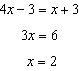 4x − 3 = x + 3
3x = 6
x = 2